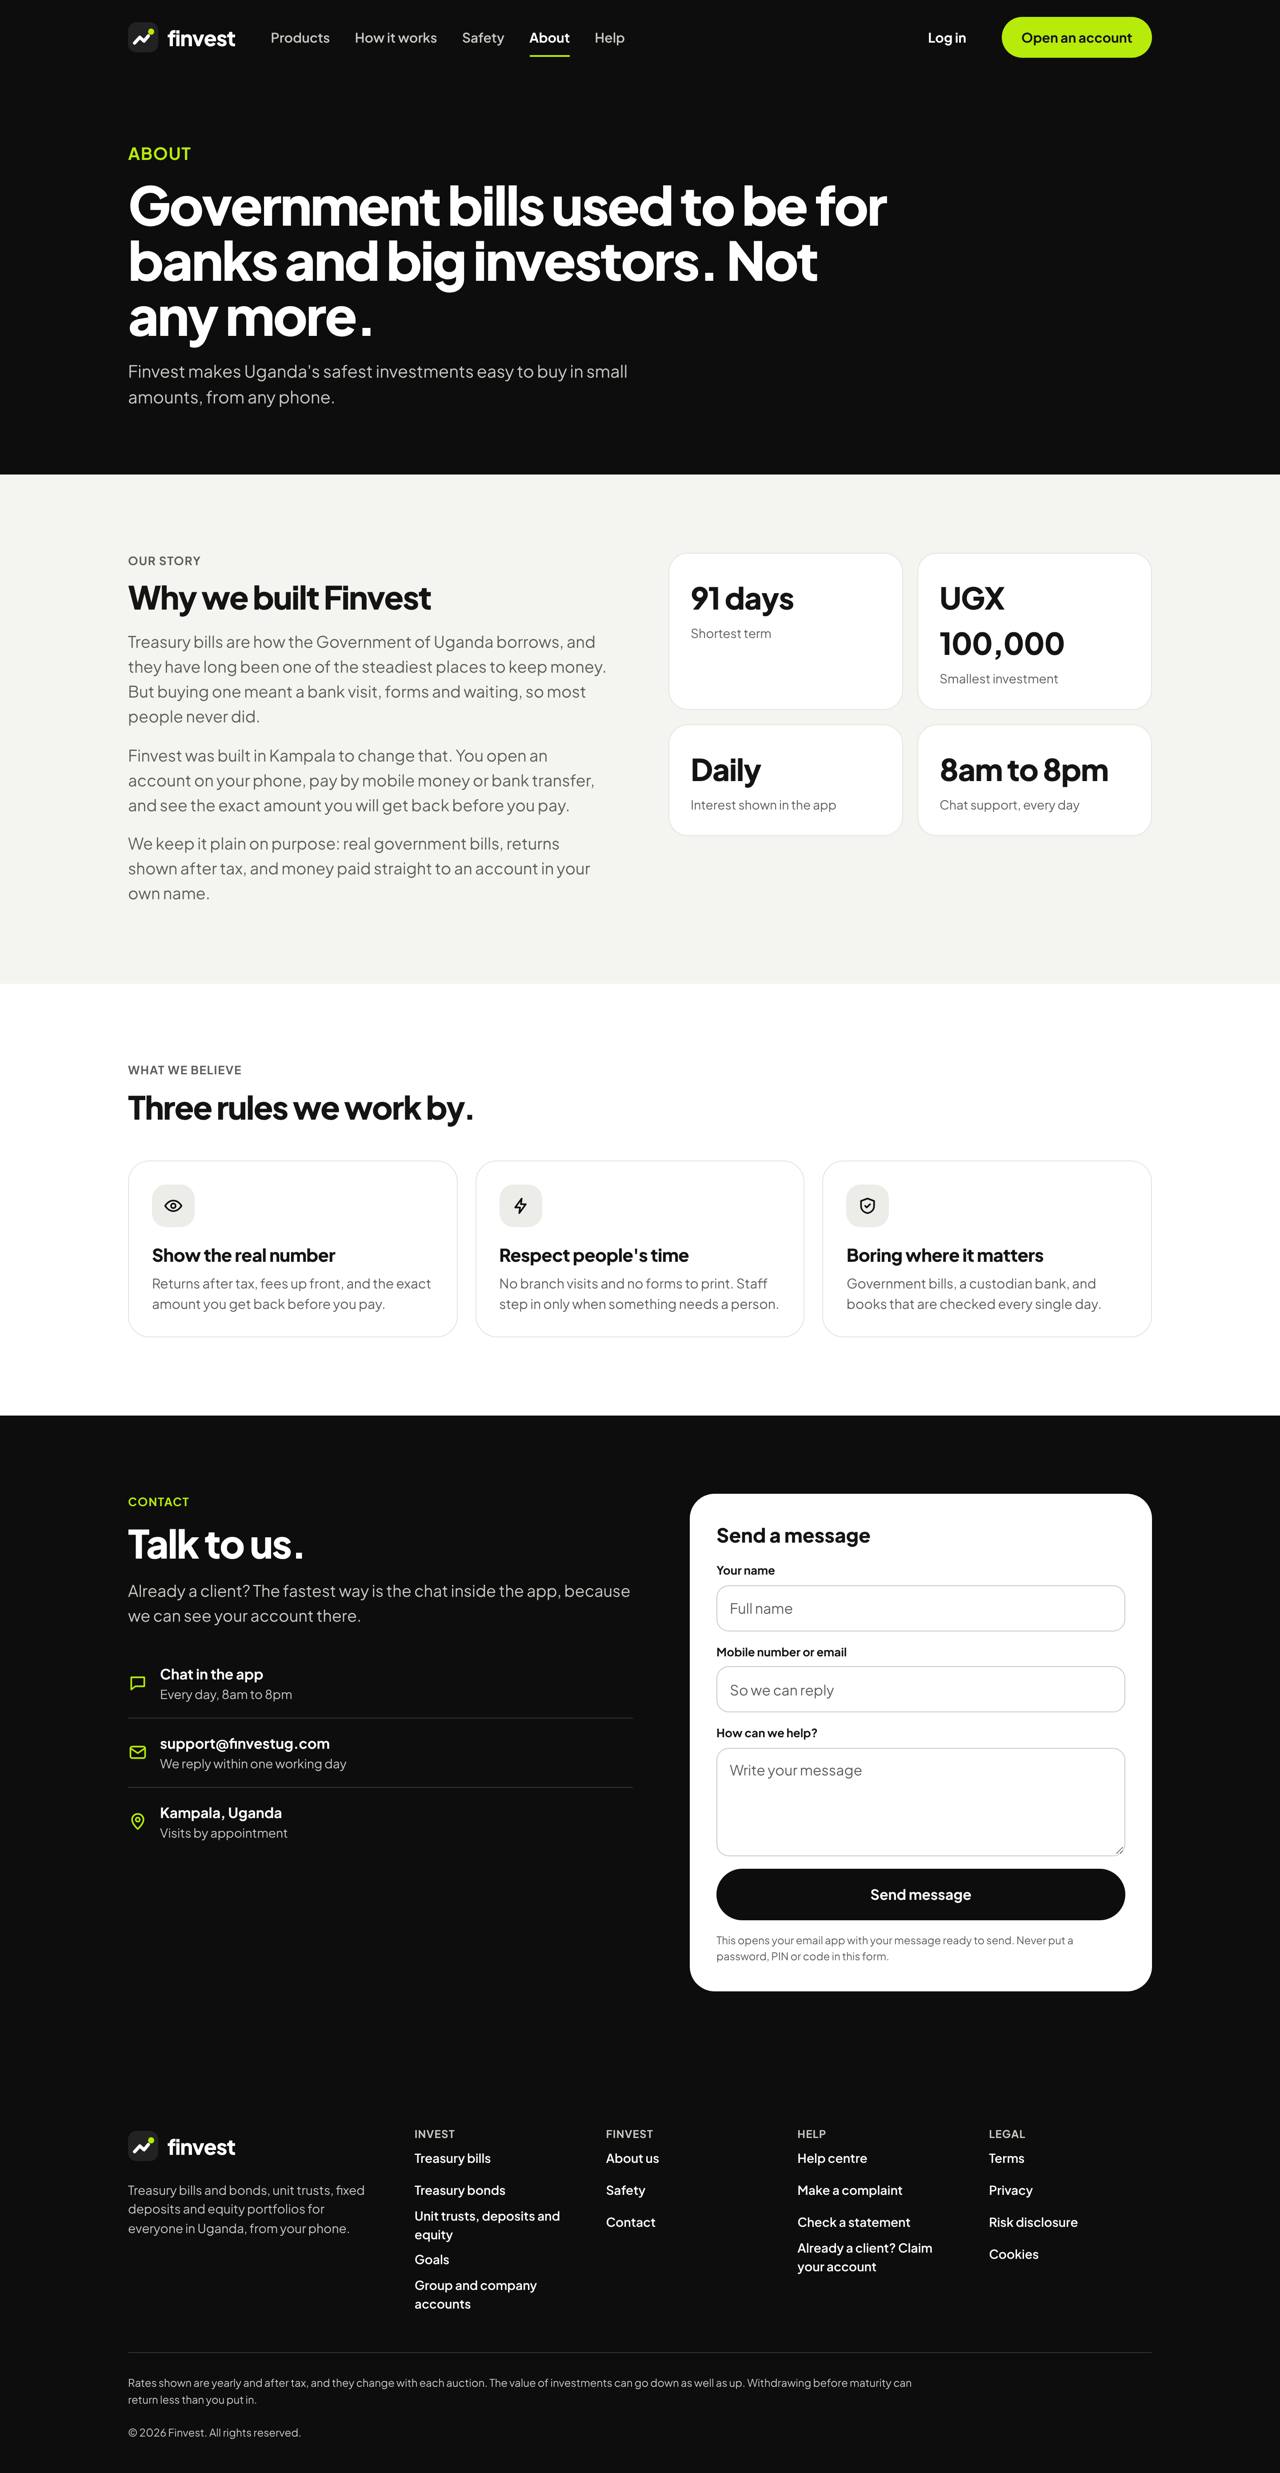 finvest
Products
How it works
Safety
About
Help
Log in
Open an account
ABOUT
Government bills used to be for
banks and big investors. Not
any more.
Finvest makes Uganda's safest investments easy to buy in small
amounts, from any phone.
OUR STORY
Why we built Finvest
Treasury bills are how the Government of Uganda borrows, and
they have long been one of the steadiest places to keep money.
But buying one meant a bank visit, forms and waiting, so most
people never did.
Finvest was built in Kampala to change that. You open an
account on your phone, pay by mobile money or bank transfer,
and see the exact amount you will get back before you pay.
We keep it plain on purpose: real government bills, returns
shown after tax, and money paid straight to an account in your
own name.
91 days
Shortest term
UGX
100,000
Smallest investment
Daily
Interest shown in the app
8am to 8pm
Chat support, every day
WHAT WE BELIEVE
Three rules we work by.
Show the real number
Returns after tax, fees up front, and the exact
amount you get back before you pay.
Respect people's time
No branch visits and no forms to print. Staff
step in only when something needs a person.
Boring where it matters
Government bills, a custodian bank, and
books that are checked every single day.
CONTACT
Talk to us.
Already a client? The fastest way is the chat inside the app, because
we can see your account there.
Chat in the app
Every day, 8am to 8pm
support@finvestug.com
We reply within one working day
Kampala, Uganda
Visits by appointment
Send a message
Your name
Full name
Mobile number or email
So we can reply
How can we help?
Write your message
Send message
This opens your email app with your message ready to send. Never put a
password, PIN or code in this form.
finvest
Treasury bills and bonds, unit trusts, fixed
deposits and equity portfolios for
everyone in Uganda, from your phone.
INVEST
Treasury bills
Treasury bonds
Unit trusts, deposits and
equity
Goals
Group and company
accounts
FINVEST
About us
Safety
Contact
HELP
Help centre
Make a complaint
Check a statement
Already a client? Claim
your account
LEGAL
Terms
Privacy
Risk disclosure
Cookies
Rates shown are yearly and after tax, and they change with each auction. The value of investments can go down as well as up. Withdrawing before maturity can
return less than you put in.
© 2026 Finvest. All rights reserved.